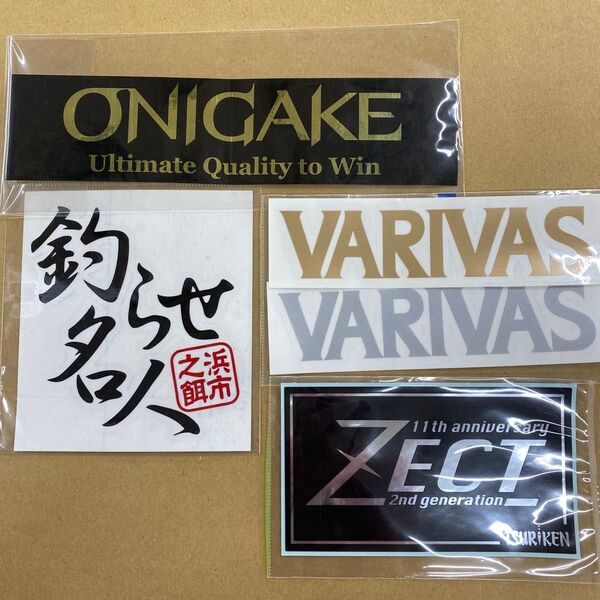 ONIGAKE
Ultimate Quality to Win
釣らせ
名人
浜市
之餌
VARIVAS
VARIVAS
11th anniversary
ZECT
2nd generation
TSURIKEN